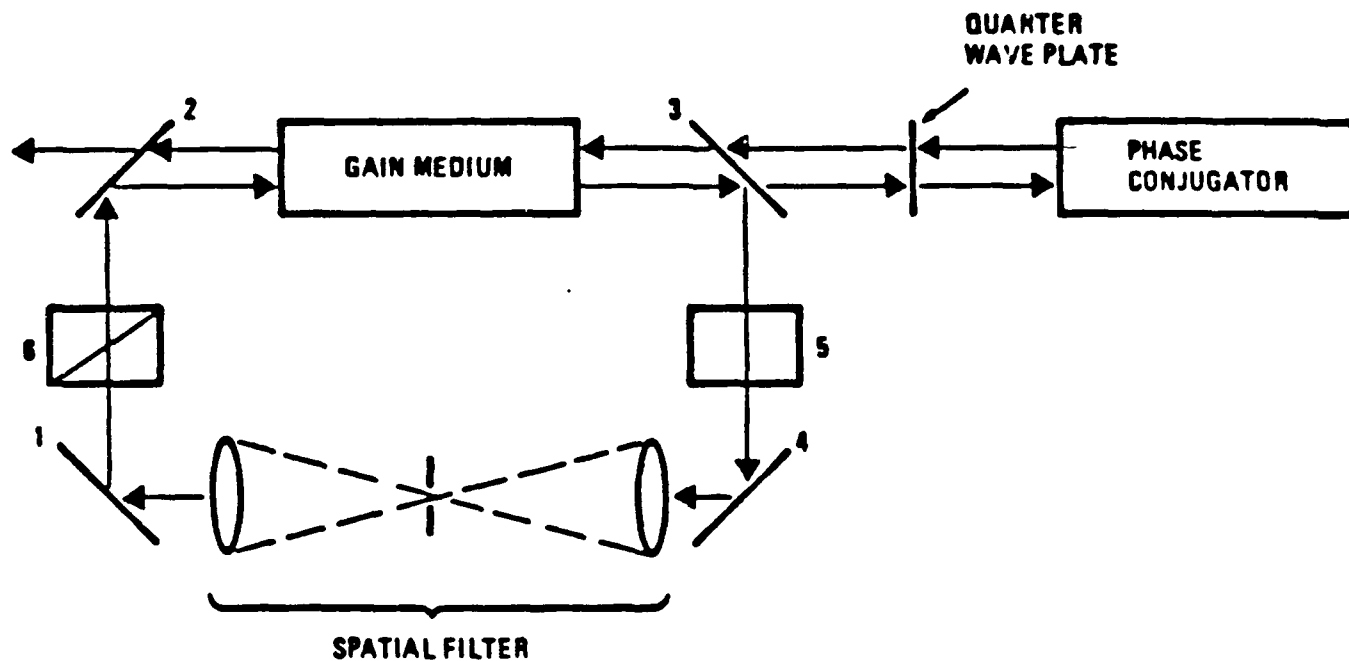 QUARTER
WAVE PLATE
2
3
GAIN MEDIUM
PHASE
CONJUGATOR
6
5
1
4
SPATIAL FILTER